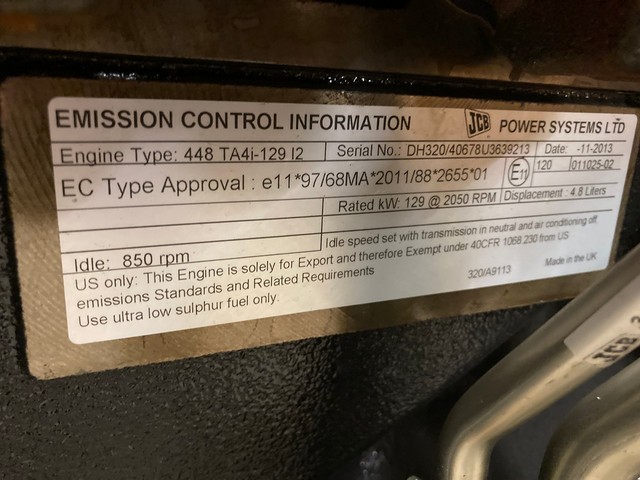 EMISSION CONTROL INFORMATION JCB POWER SYSTEMS LTD
Engine Type: 448 TA4i-129 I2 Serial No.: DH320/40678U3639213 Date: -11-2013
EC Type Approval : e11*97/68MA*2011/88*2655*01 E11 120 011025-02
Rated kW: 129 @ 2050 RPM Displacement : 4.8 Liters
Idle: 850 rpm Idle speed set with transmission in neutral and air conditioning off.
US only: This Engine is solely for Export and therefore Exempt under 40CFR 1068.230 from US
emissions Standards and Related Requirements 320/A9113 Made in the UK
Use ultra low sulphur fuel only.
JCB 2